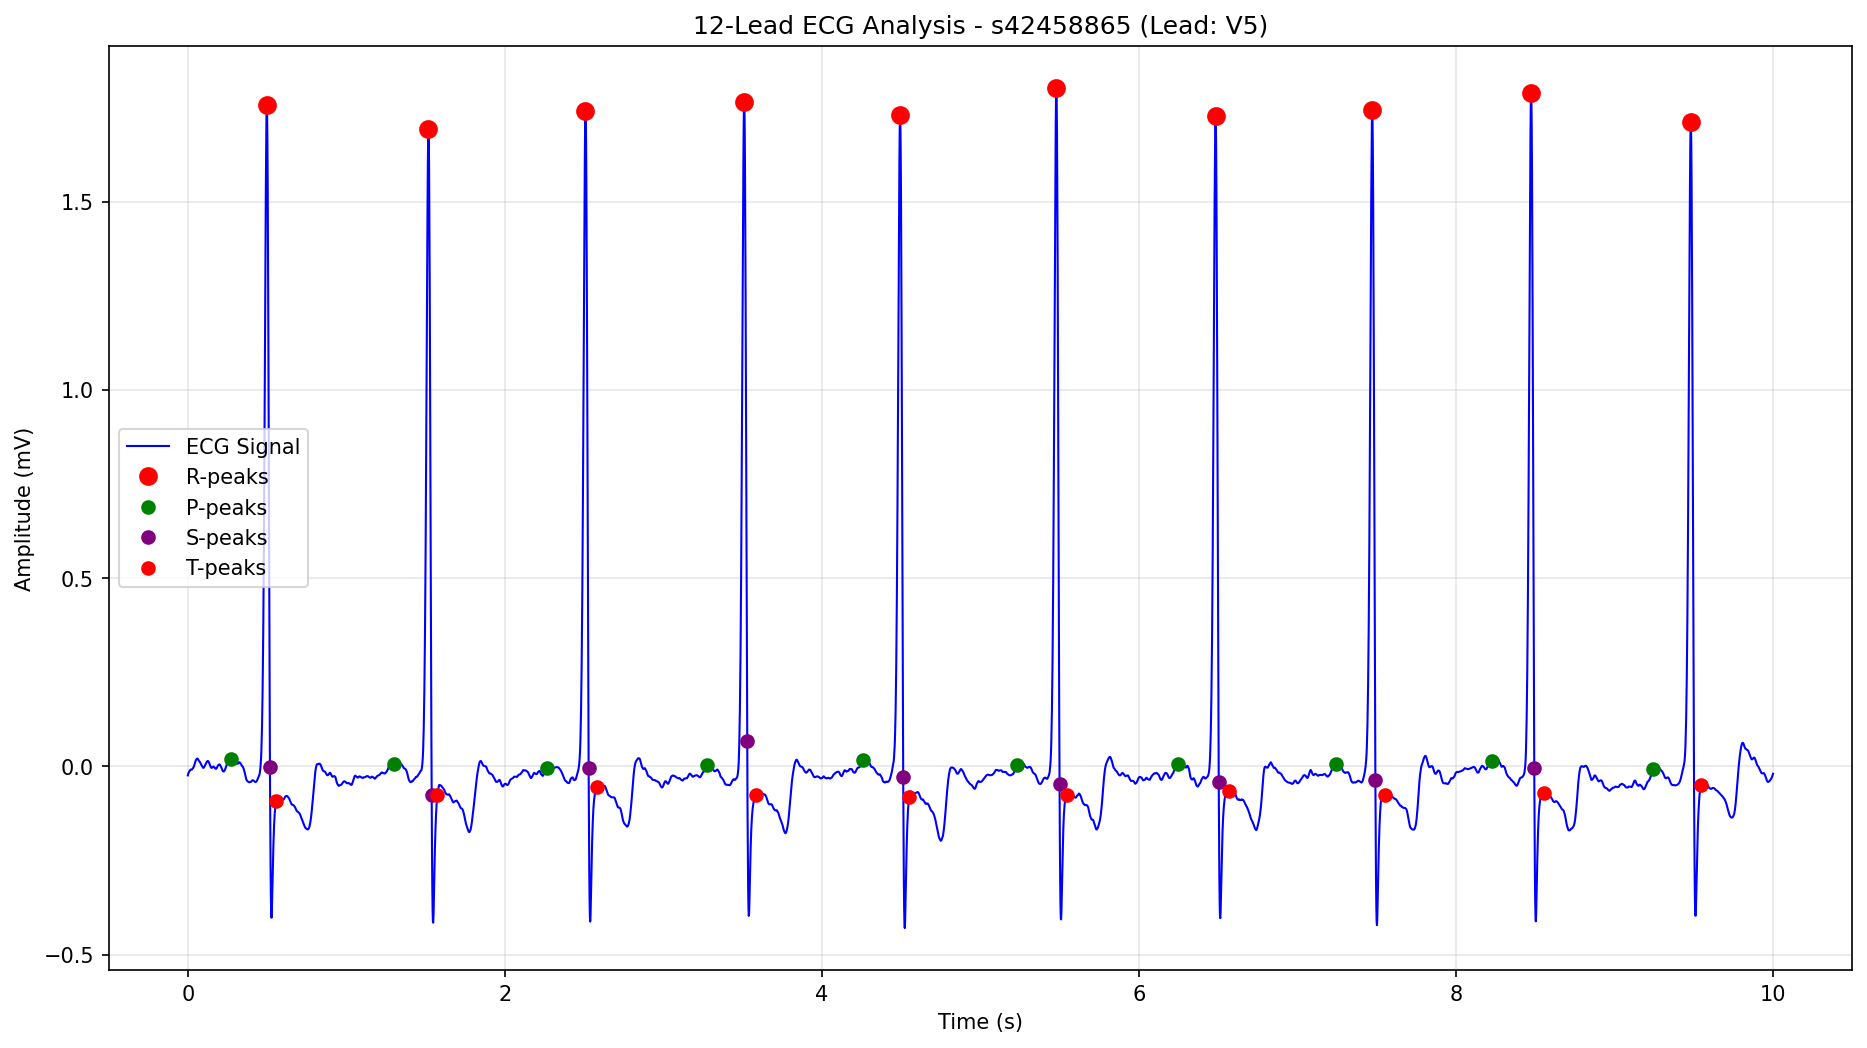 12-Lead ECG Analysis - s42458865 (Lead: V5)
1.5
1.0
0.5
0.0
−0.5
Amplitude (mV)
ECG Signal
R-peaks
P-peaks
S-peaks
T-peaks
0 2 4 6 8 10
Time (s)